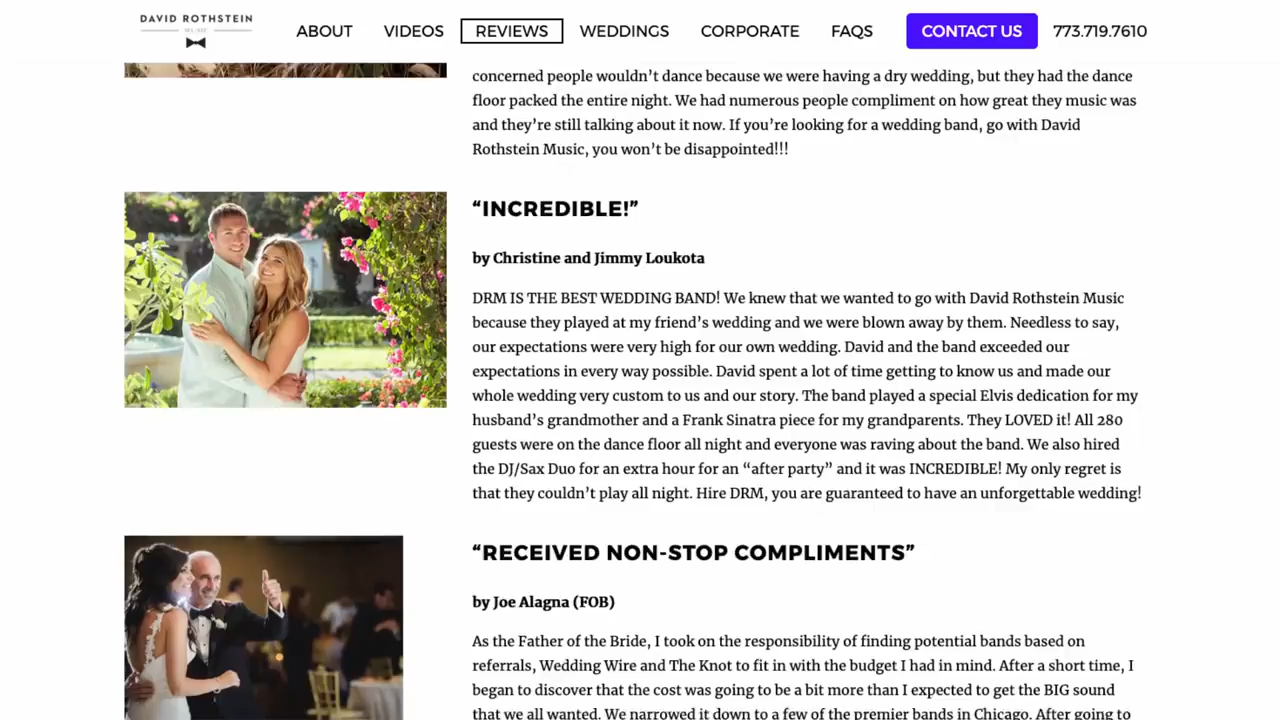 DAVID ROTHSTEIN
MUSIC
ABOUT VIDEOS REVIEWS WEDDINGS CORPORATE FAQS CONTACT US 773.719.7610
concerned people wouldn’t dance because we were having a dry wedding, but they had the dance
floor packed the entire night. We had numerous people compliment on how great they music was
and they’re still talking about it now. If you’re looking for a wedding band, go with David
Rothstein Music, you won’t be disappointed!!!
“INCREDIBLE!”
by Christine and Jimmy Loukota
DRM IS THE BEST WEDDING BAND! We knew that we wanted to go with David Rothstein Music
because they played at my friend’s wedding and we were blown away by them. Needless to say,
our expectations were very high for our own wedding. David and the band exceeded our
expectations in every way possible. David spent a lot of time getting to know us and made our
whole wedding very custom to us and our story. The band played a special Elvis dedication for my
husband’s grandmother and a Frank Sinatra piece for my grandparents. They LOVED it! All 280
guests were on the dance floor all night and everyone was raving about the band. We also hired
the DJ/Sax Duo for an extra hour for an “after party” and it was INCREDIBLE! My only regret is
that they couldn’t play all night. Hire DRM, you are guaranteed to have an unforgettable wedding!
“RECEIVED NON-STOP COMPLIMENTS”
by Joe Alagna (FOB)
As the Father of the Bride, I took on the responsibility of finding potential bands based on
referrals, Wedding Wire and The Knot to fit in with the budget I had in mind. After a short time, I
began to discover that the cost was going to be a bit more than I expected to get the BIG sound
that we all wanted. We narrowed it down to a few of the premier bands in Chicago. After going to